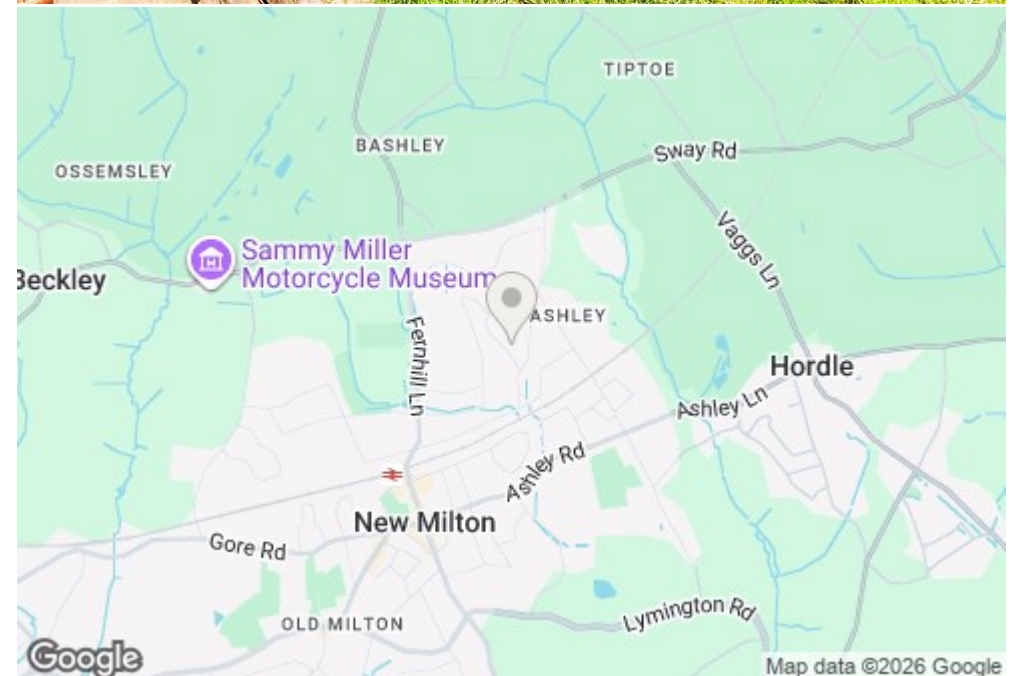 TIPTOE
BASHLEY
Sway Rd
OSSEMSLEY
Vaggs Ln
Sammy Miller
Motorcycle Museum
Beckley
ASHLEY
Fernhill Ln
Hordle
Ashley Ln
Ashley Rd
New Milton
Gore Rd
Lymington Rd
OLD MILTON
Google
Map data ©2026 Google